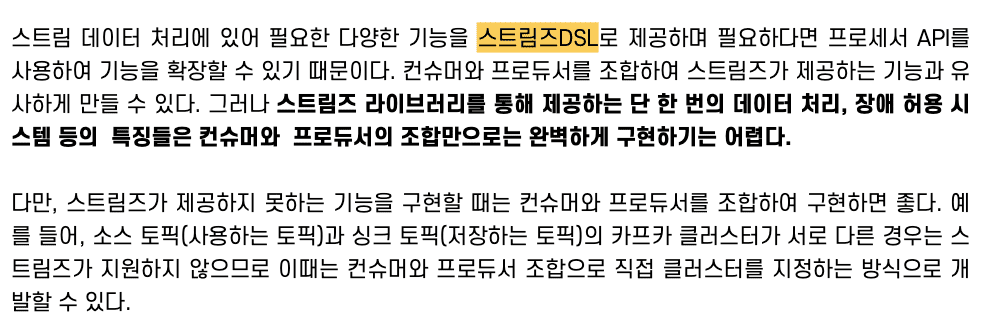 스트림 데이터 처리에 있어 필요한 다양한 기능을 스트림즈DSL로 제공하며 필요하다면 프로세서 API를
사용하여 기능을 확장할 수 있기 때문이다. 컨슈머와 프로듀서를 조합하여 스트림즈가 제공하는 기능과 유
사하게 만들 수 있다. 그러나 스트림즈 라이브러리를 통해 제공하는 단 한 번의 데이터 처리, 장애 허용 시
스템 등의  특징들은 컨슈머와  프로듀서의 조합만으로는 완벽하게 구현하기는 어렵다.
다만, 스트림즈가 제공하지 못하는 기능을 구현할 때는 컨슈머와 프로듀서를 조합하여 구현하면 좋다. 예
를 들어, 소스 토픽(사용하는 토픽)과 싱크 토픽(저장하는 토픽)의 카프카 클러스터가 서로 다른 경우는 스
트림즈가 지원하지 않으므로 이때는 컨슈머와 프로듀서 조합으로 직접 클러스터를 지정하는 방식으로 개
발할 수 있다.